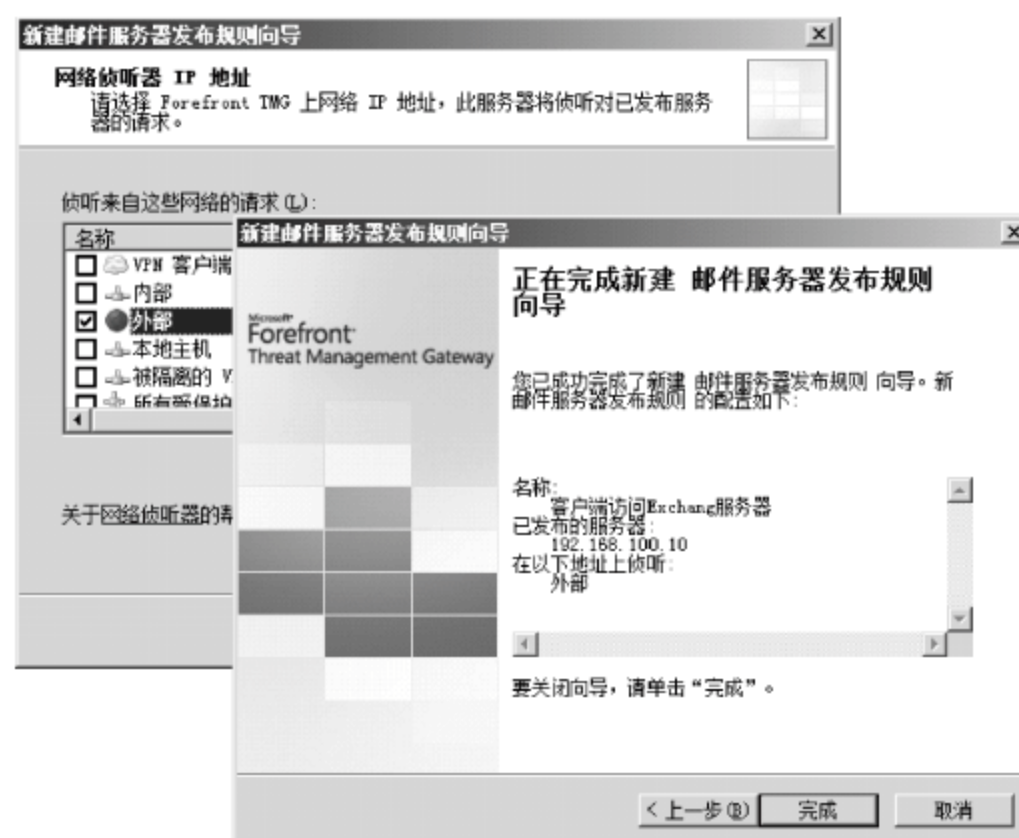 新建邮件服务器发布规则向导
网络侦听器 IP 地址
请选择 Forefront TMG 上网络 IP 地址，此服务器将侦听对已发布服务
器的请求。
侦听来自这些网络的请求(L):
名称
VPN 客户端
内部
外部
本地主机
被隔离的 V
所有受保护
关于网络侦听器的帮
新建邮件服务器发布规则向导
Microsoft
Forefront
Threat Management Gateway
正在完成新建 邮件服务器发布规则
向导
您已成功完成了新建 邮件服务器发布规则 向导。新
邮件服务器发布规则 的配置如下:
名称:
客户端访问Exchang服务器
已发布的服务器:
192.168.100.10
在以下地址上侦听:
外部
要关闭向导，请单击“完成”。
< 上一步(B)
完成
取消